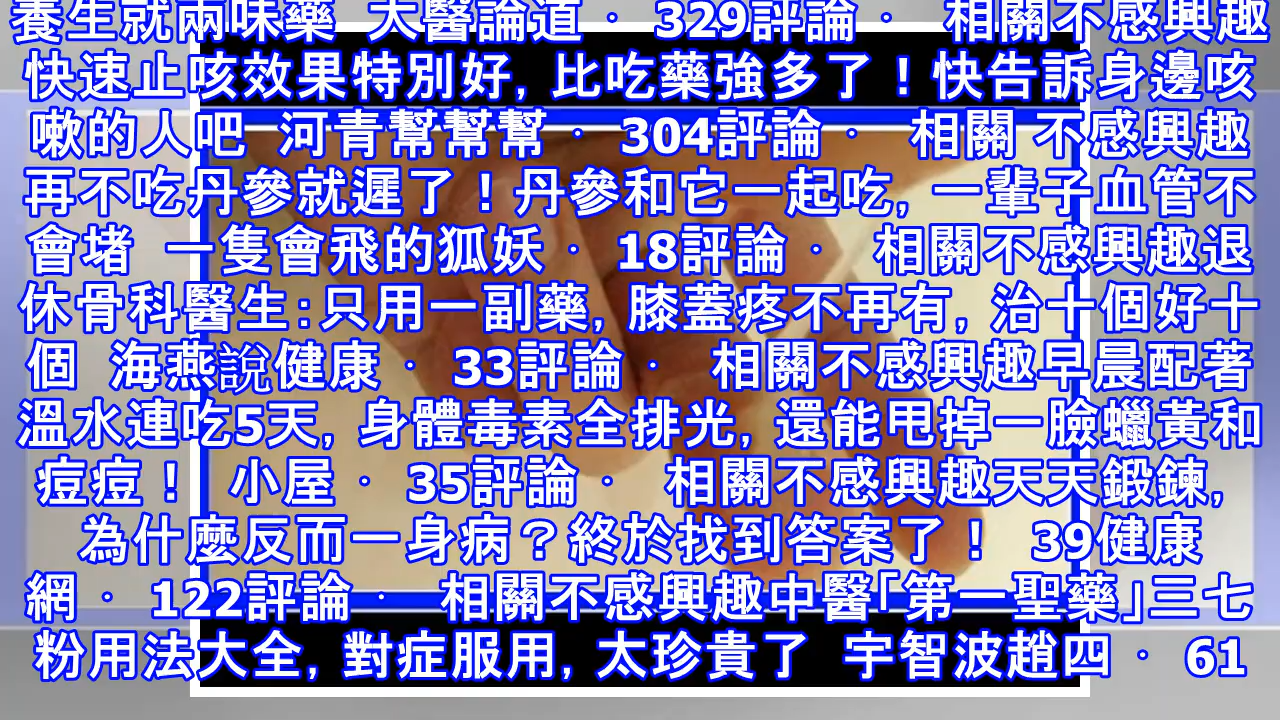 養生就兩味藥 大醫論道 · 329評論 · 相關不感興趣
快速止咳效果特別好, 比吃藥強多了！快告訴身邊咳
嗽的人吧 河青幫幫幫 · 304評論 · 相關 不感興趣
再不吃丹參就遲了！丹參和它一起吃, 一輩子血管不
會堵 一隻會飛的狐妖 · 18評論 · 相關不感興趣退
休骨科醫生:只用一副藥, 膝蓋疼不再有, 治十個好十
個 海燕說健康 · 33評論 · 相關不感興趣早晨配著
溫水連吃5天, 身體毒素全排光, 還能甩掉一臉蠟黃和
痘痘！ 小屋 · 35評論 · 相關不感興趣天天鍛鍊,
為什麼反而一身病？終於找到答案了！ 39健康
網 · 122評論 · 相關不感興趣中醫「第一聖藥」三七
粉用法大全, 對症服用, 太珍貴了 宇智波趙四 · 61